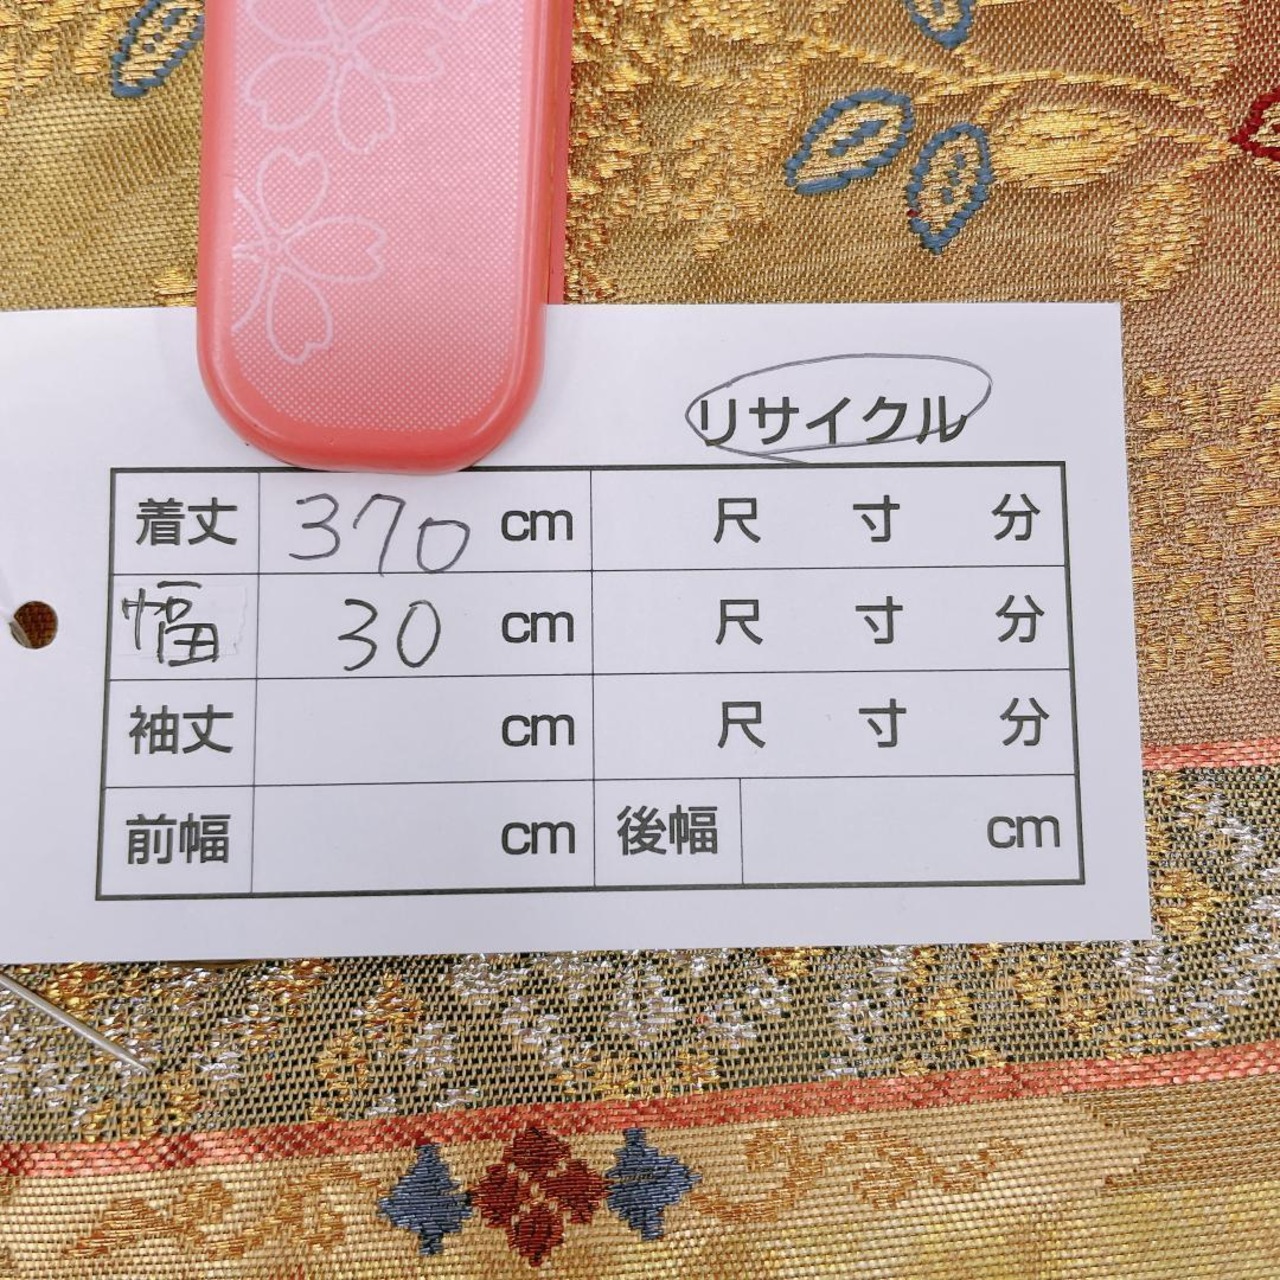 リサイクル
着丈 370 cm 尺 寸 分
幅 30 cm 尺 寸 分
袖丈 cm 尺 寸 分
前幅 cm 後幅 cm